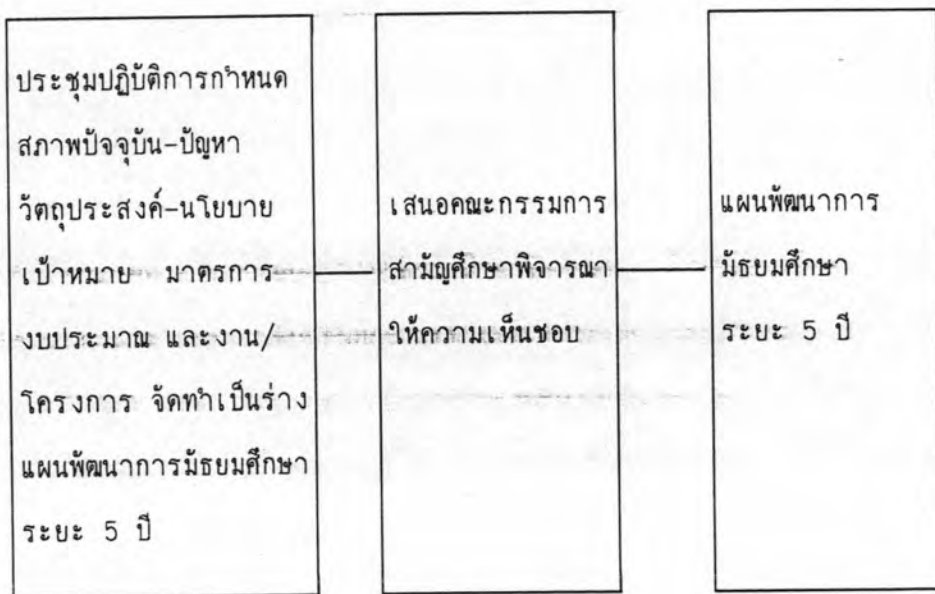 ประชุมปฏิบัติการกำหนด
สภาพปัจจุบัน-ปัญหา
วัตถุประสงค์-นโยบาย
เป้าหมาย มาตรการ
งบประมาณ และงาน/
โครงการ จัดทำเป็นร่าง
แผนพัฒนาการมัธยมศึกษา
ระยะ 5 ปี
เสนอคณะกรรมการ
สามัญศึกษาพิจารณา
ให้ความเห็นชอบ
แผนพัฒนาการ
มัธยมศึกษา
ระยะ 5 ปี